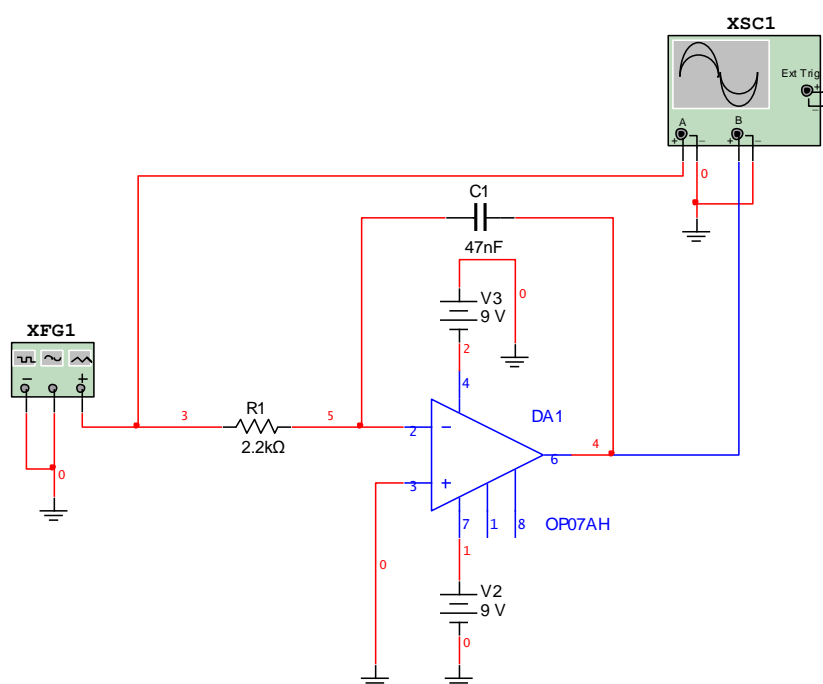 XSC1
Ext Trig
+
−
A
B
+
−
+
−
0
C1
47nF
V3
9 V
0
2
XFG1
−
+
3
R1
2.2kΩ
5
0
4
DA1
2
−
3
+
6
4
7
1
8
OP07AH
0
1
V2
9 V
0